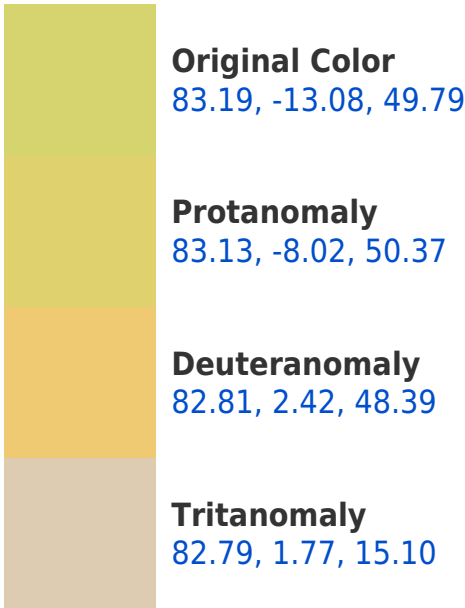 Original Color
83.19, -13.08, 49.79
Protanomaly
83.13, -8.02, 50.37
Deuteranomaly
82.81, 2.42, 48.39
Tritanomaly
82.79, 1.77, 15.10